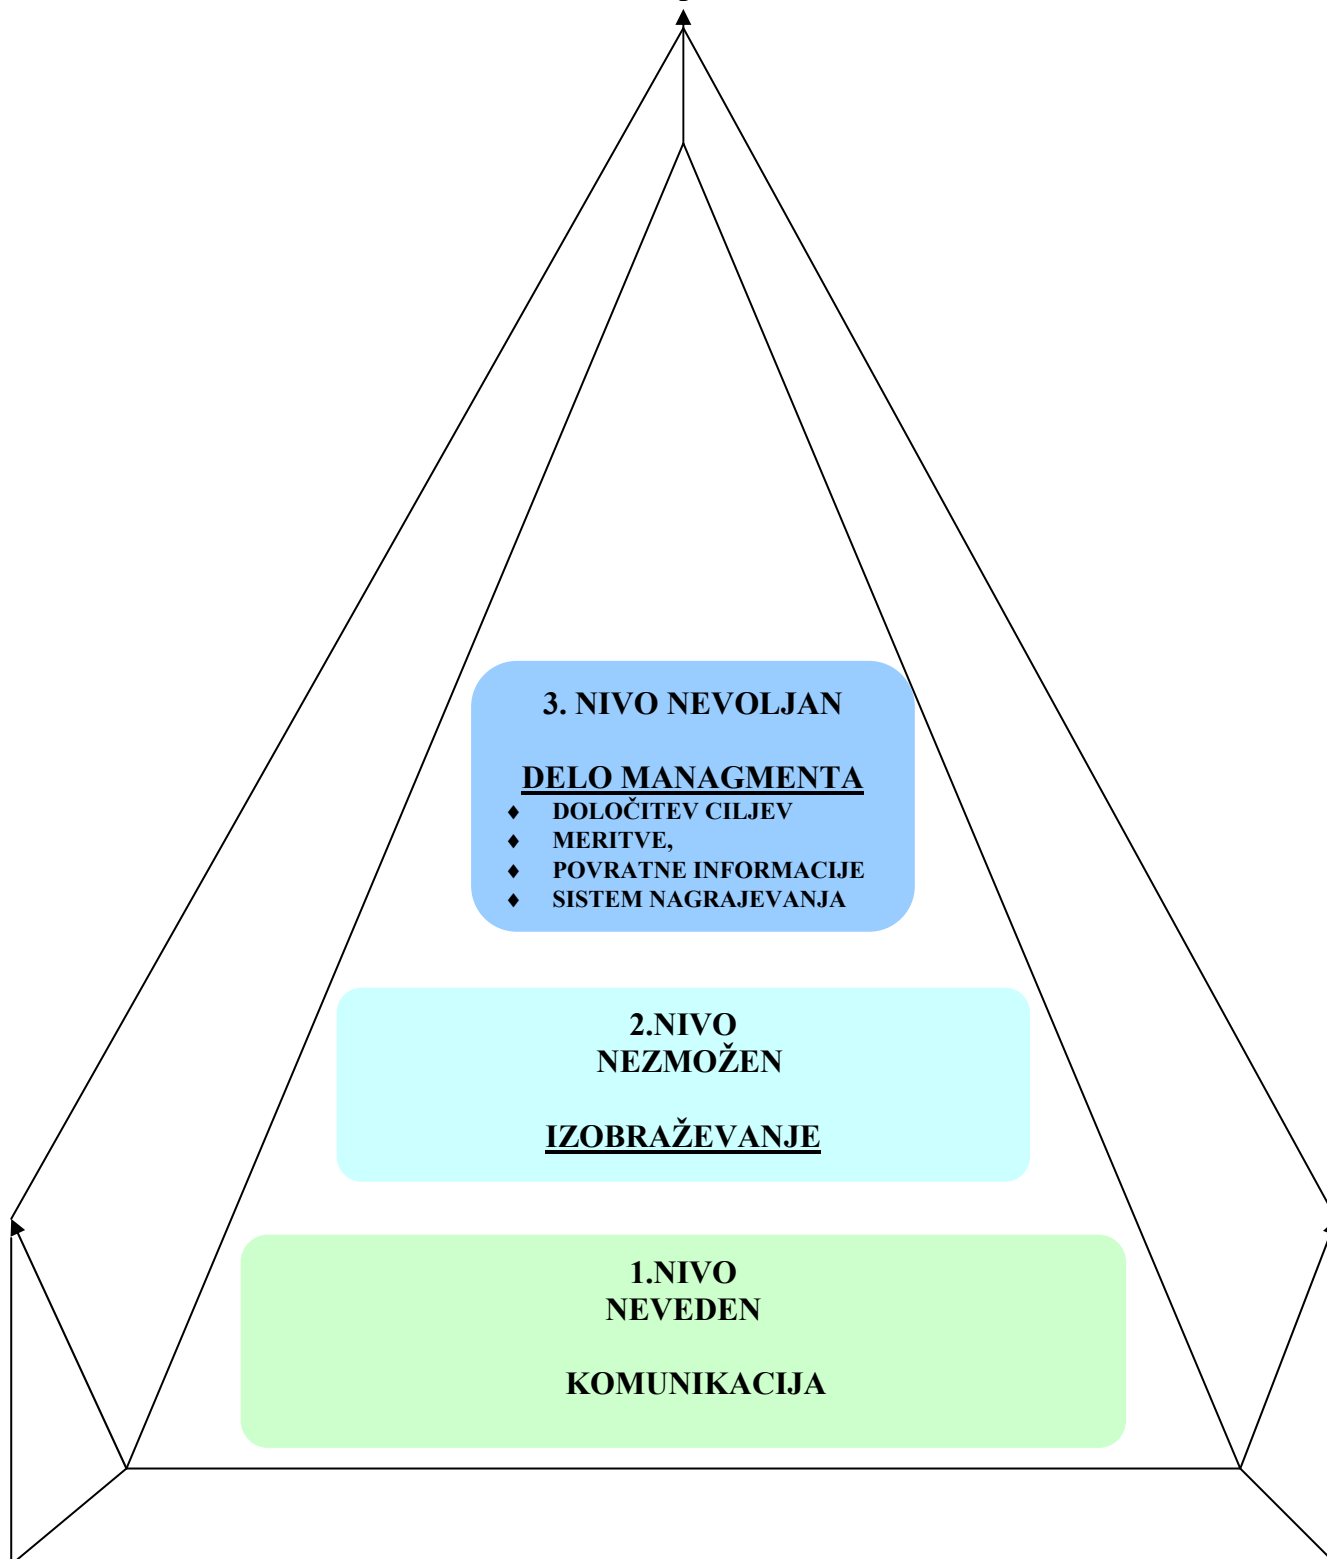 3. NIVO NEVOLJAN
DELO MANAGMENTA
♦ DOLOČITEV CILJEV
♦ MERITVE,
♦ POVRATNE INFORMACIJE
♦ SISTEM NAGRAJEVANJA
2.NIVO
NEZMOŽEN
IZOBRAŽEVANJE
1.NIVO
NEVEDEN
KOMUNIKACIJA